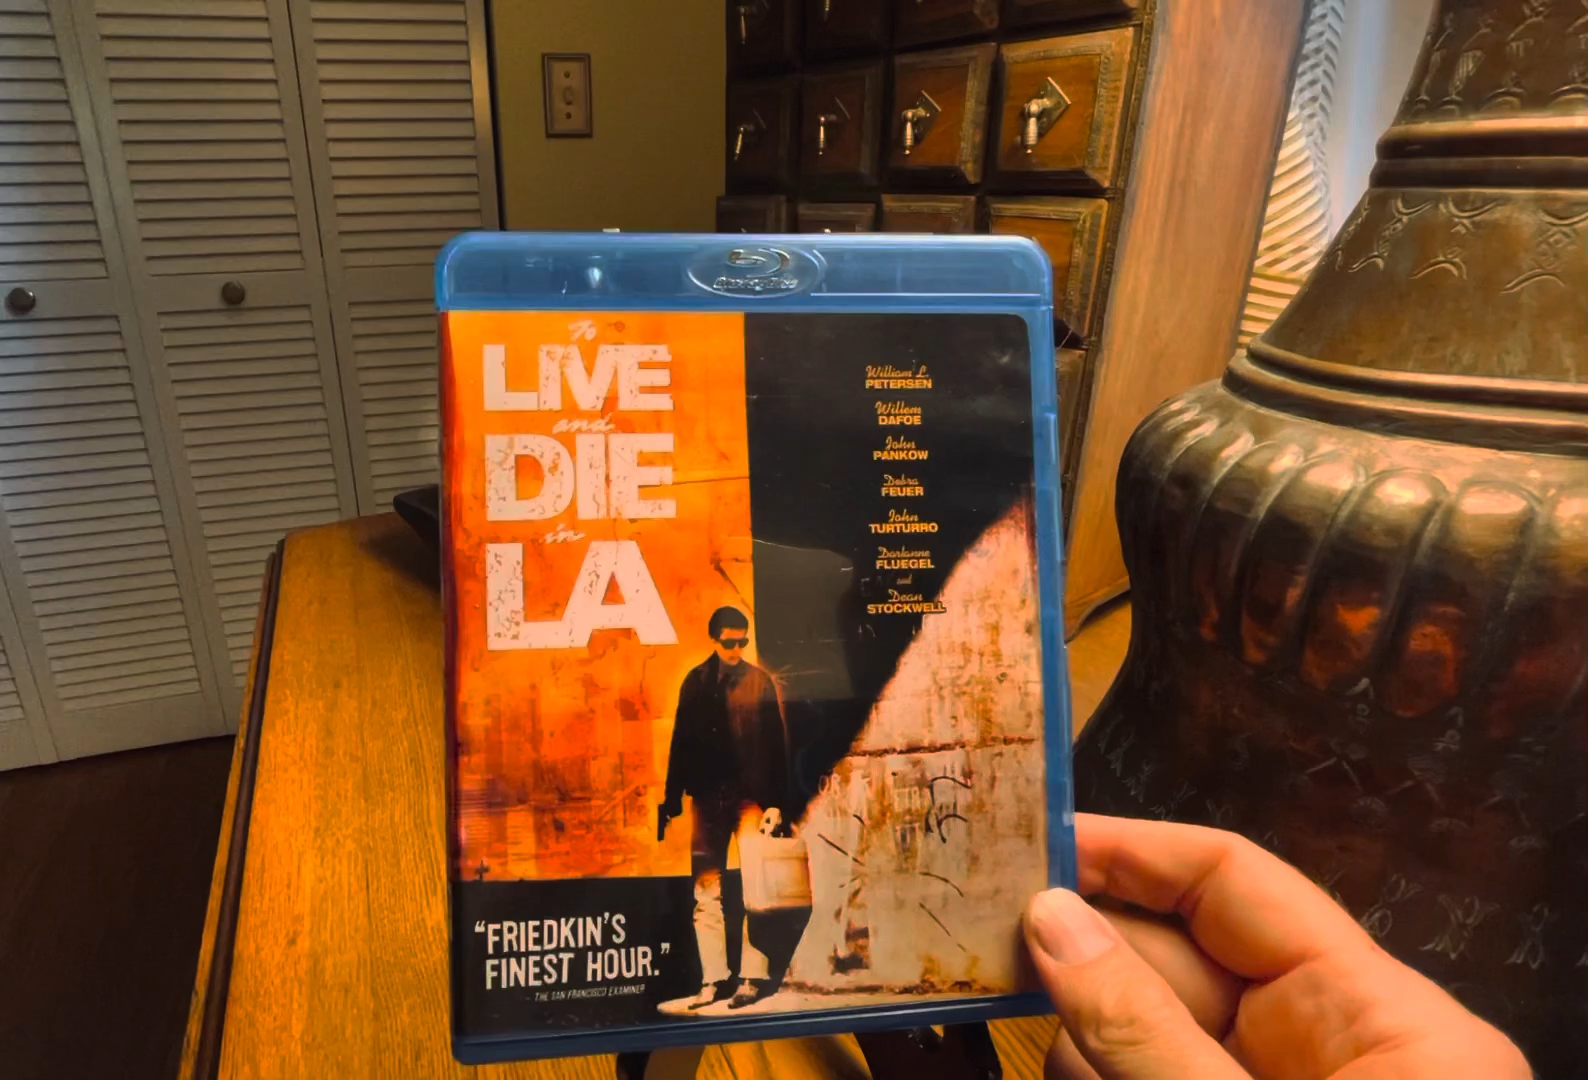 To
LIVE
and
DIE
in
LA
William L.
PETERSEN
Willem
DAFOE
John
PANKOW
Debra
FEUER
John
TURTURRO
Darlanne
FLUEGEL
and
Dean
STOCKWELL
"FRIEDKIN'S
FINEST HOUR."
- THE SAN FRANCISCO EXAMINER